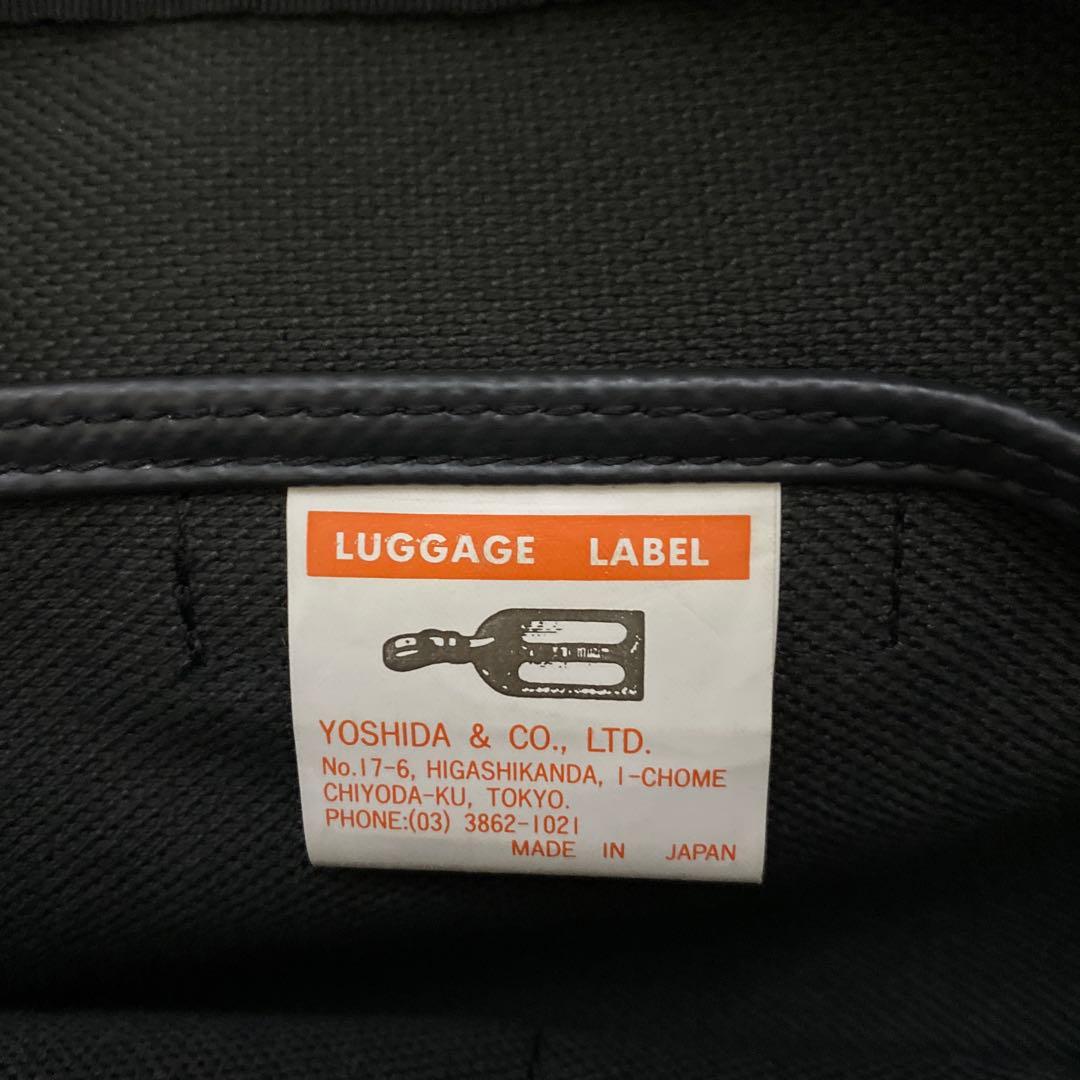 LUGGAGE LABEL
YOSHIDA & CO., LTD.
No.17-6, HIGASHIKANDA, 1-CHOME
CHIYODA-KU, TOKYO.
PHONE:(03) 3862-1021
MADE IN JAPAN